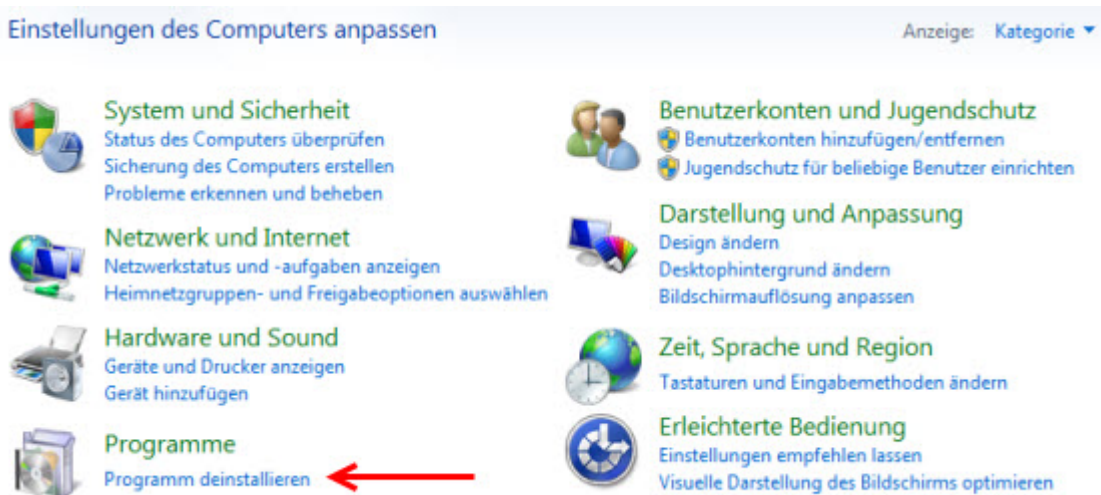 Einstellungen des Computers anpassen
Anzeige: Kategorie
System und Sicherheit
Status des Computers überprüfen
Sicherung des Computers erstellen
Probleme erkennen und beheben
Netzwerk und Internet
Netzwerkstatus und -aufgaben anzeigen
Heimnetzgruppen- und Freigabeoptionen auswählen
Hardware und Sound
Geräte und Drucker anzeigen
Gerät hinzufügen
Programme
Programm deinstallieren
Benutzerkonten und Jugendschutz
Benutzerkonten hinzufügen/entfernen
Jugendschutz für beliebige Benutzer einrichten
Darstellung und Anpassung
Design ändern
Desktophintergrund ändern
Bildschirmauflösung anpassen
Zeit, Sprache und Region
Tastaturen und Eingabemethoden ändern
Erleichterte Bedienung
Einstellungen empfehlen lassen
Visuelle Darstellung des Bildschirms optimieren